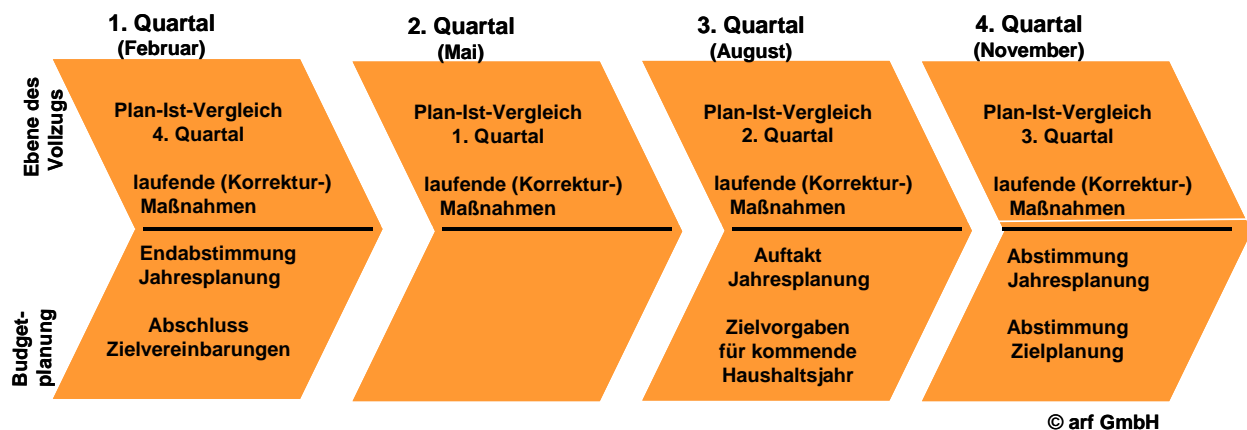 1. Quartal
(Februar)
2. Quartal
(Mai)
3. Quartal
(August)
4. Quartal
(November)
Ebene des
Volzugs
Plan-Ist-Vergleich
4. Quartal
laufende (Korrektur-)
Maßnahmen
Plan-Ist-Vergleich
1. Quartal
laufende (Korrektur-)
Maßnahmen
Plan-Ist-Vergleich
2. Quartal
laufende (Korrektur-)
Maßnahmen
Plan-Ist-Vergleich
3. Quartal
laufende (Korrektur-)
Maßnahmen
Budget-
planung
Endabstimmung
Jahresplanung
Abschluss
Zielvereinbarungen
Auftakt
Jahresplanung
Zielvorgaben
für kommende
Haushaltsjahr
Abstimmung
Jahresplanung
Abstimmung
Zielplanung
© arf GmbH